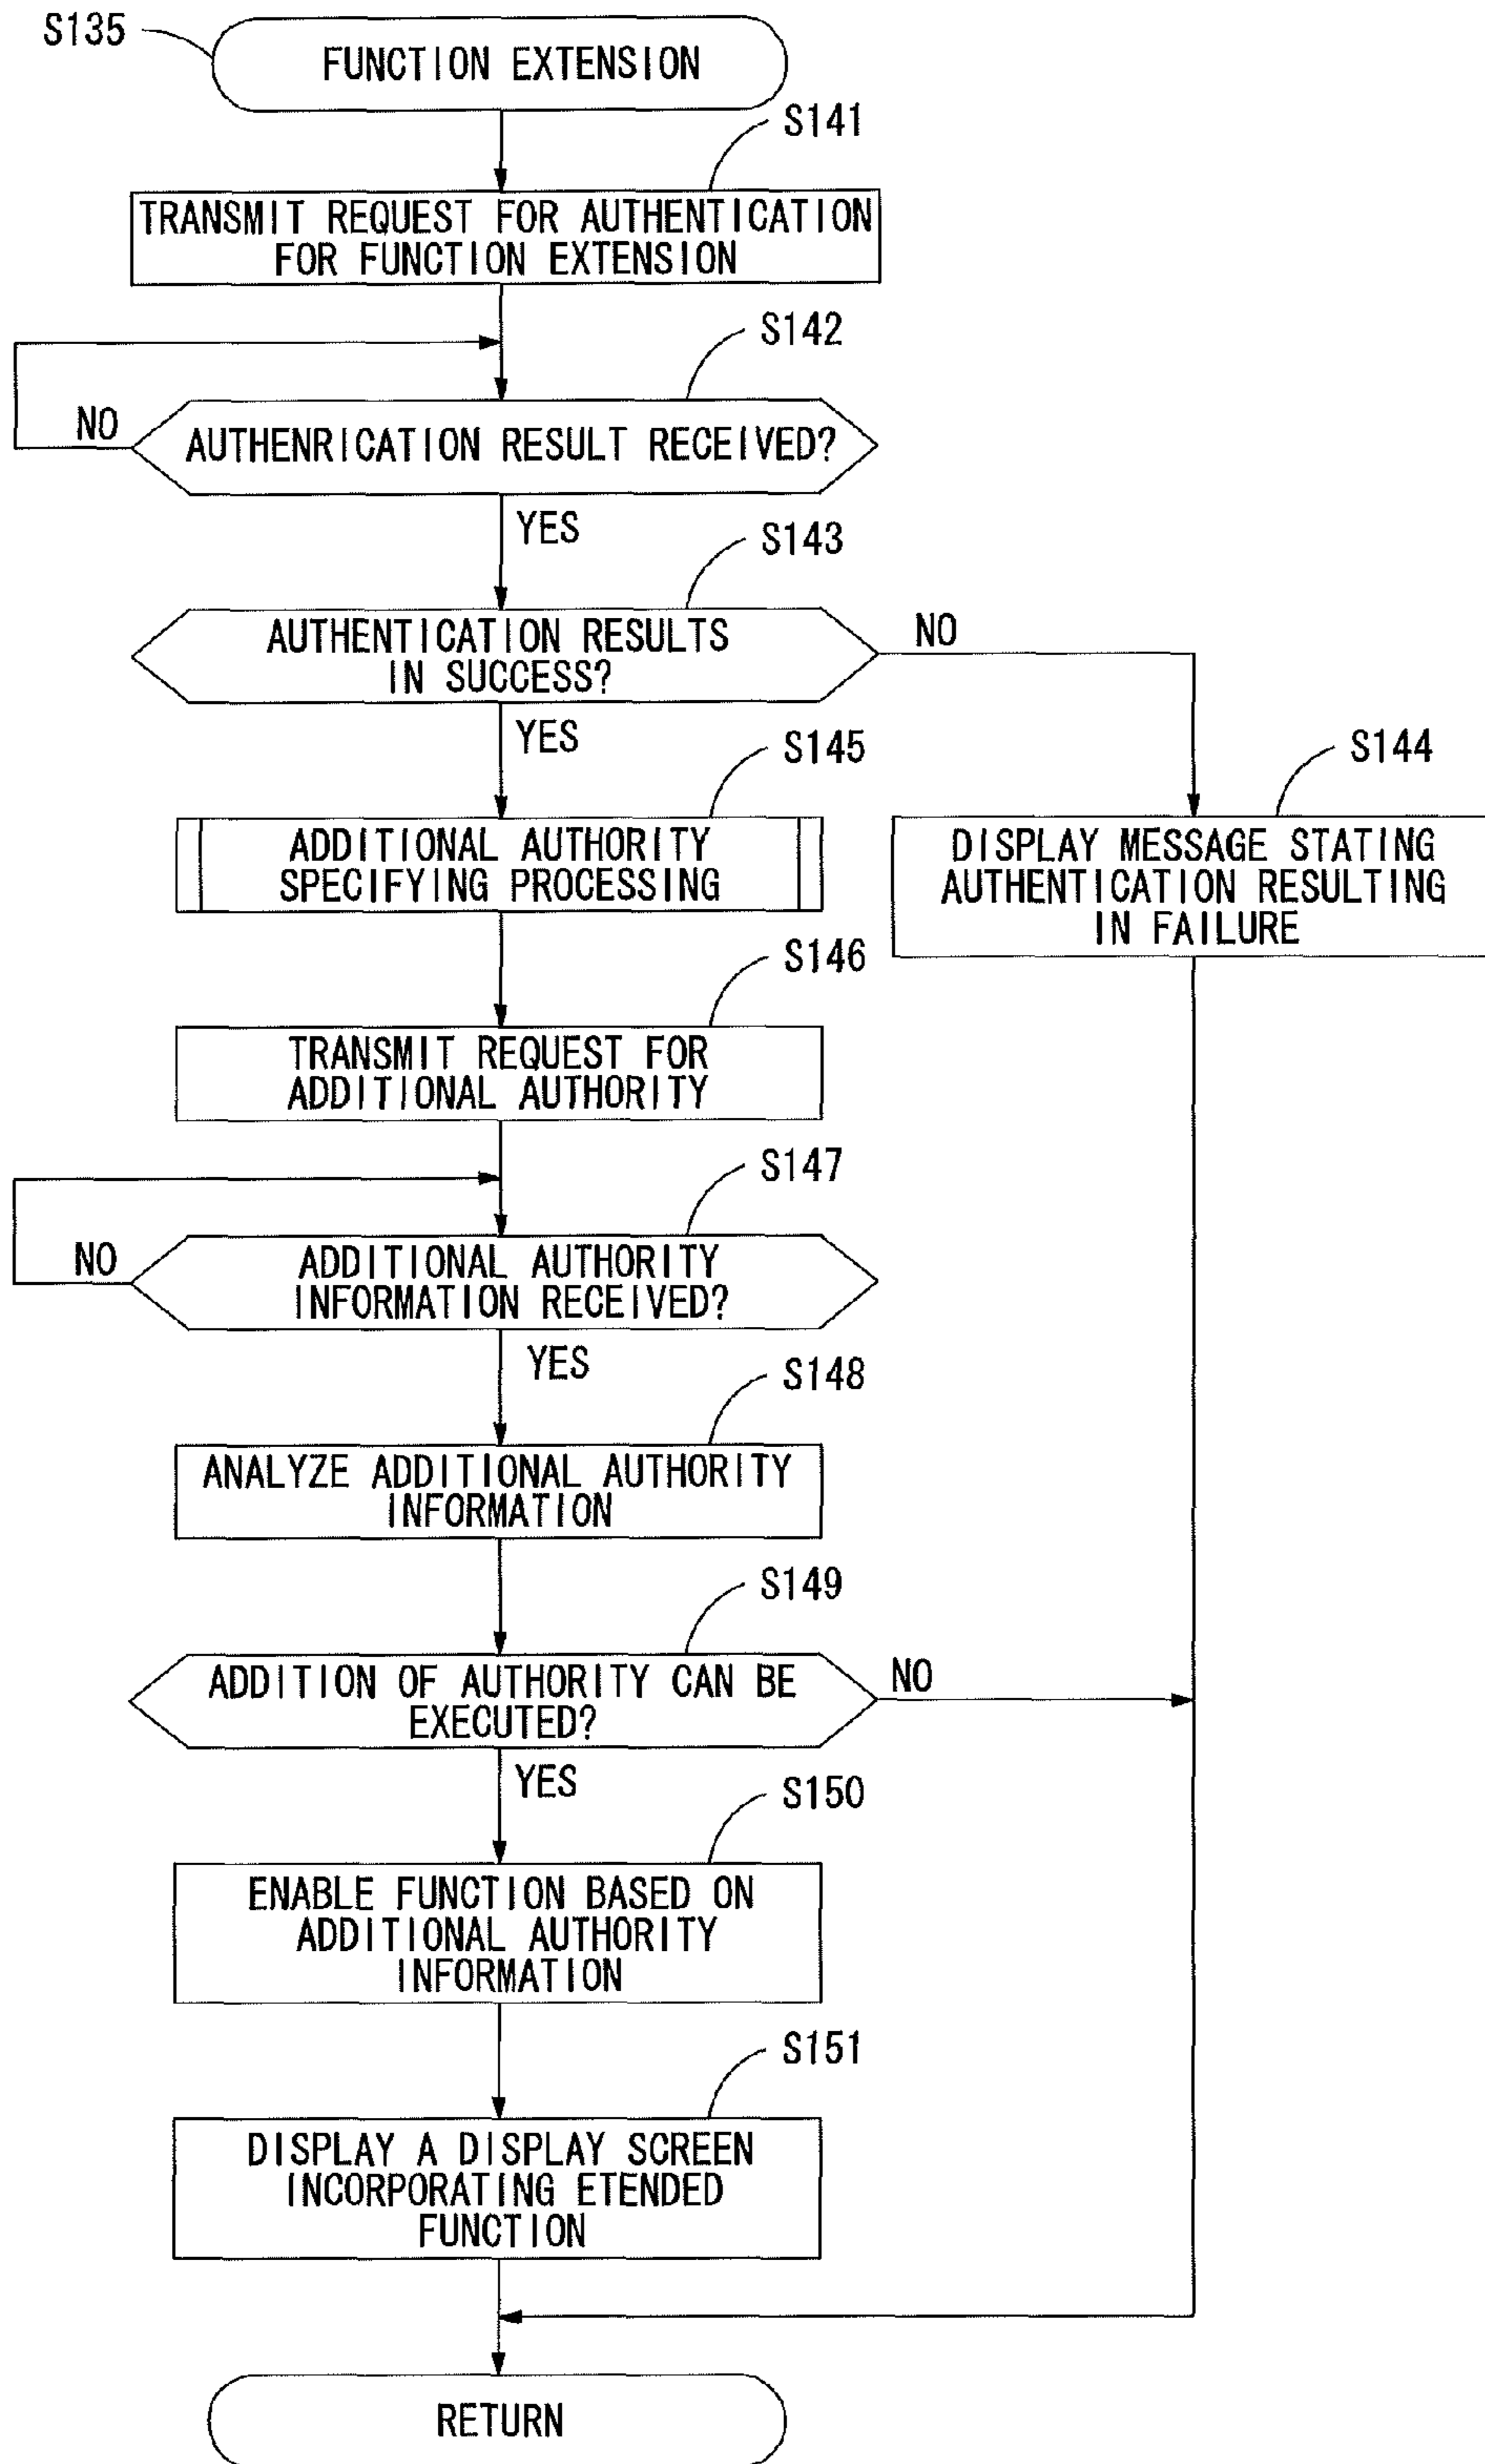 S135
FUNCTION EXTENSION
S141
TRANSMIT REQUEST FOR AUTHENTICATION
FOR FUNCTION EXTENSION
S142
NO
AUTHENRICATION RESULT RECEIVED?
YES
S143
AUTHENTICATION RESULTS
IN SUCCESS?
NO
YES
S145
S144
ADDITIONAL AUTHORITY
SPECIFYING PROCESSING
DISPLAY MESSAGE STATING
AUTHENTICATION RESULTING
IN FAILURE
S146
TRANSMIT REQUEST FOR
ADDITIONAL AUTHORITY
S147
NO
ADDITIONAL AUTHORITY
INFORMATION RECEIVED?
YES
S148
ANALYZE ADDITIONAL AUTHORITY
INFORMATION
S149
ADDITION OF AUTHORITY CAN BE
EXECUTED?
NO
YES
S150
ENABLE FUNCTION BASED ON
ADDITIONAL AUTHORITY
INFORMATION
S151
DISPLAY A DISPLAY SCREEN
INCORPORATING ETENDED
FUNCTION
RETURN